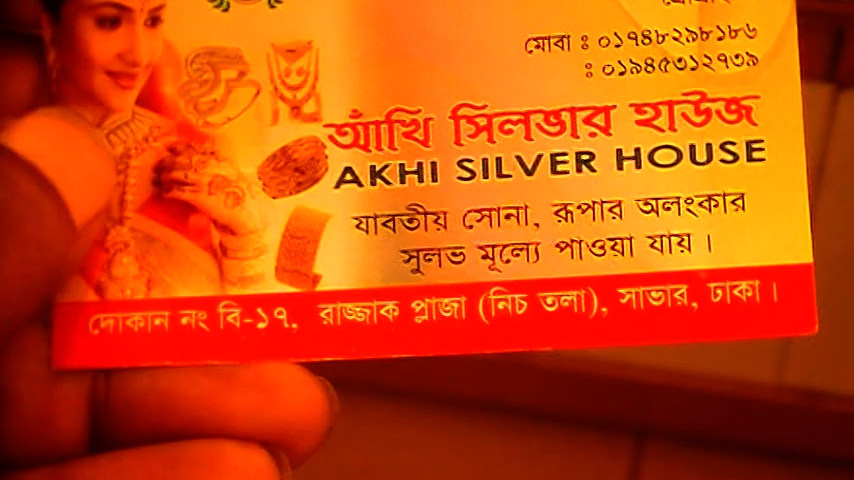 মোবা : ০১৭৪৮২৯৮১৮৬
: ০১৯৪৫৩১২৭৩৯
আঁখি সিলভার হাউজ
AKHI SILVER HOUSE
যাবতীয় সোনা, রূপার অলংকার
সুলভ মূল্যে পাওয়া যায়।
দোকান নং বি-১৭, রাজ্জাক প্লাজা (নিচ তলা), সাভার, ঢাকা।